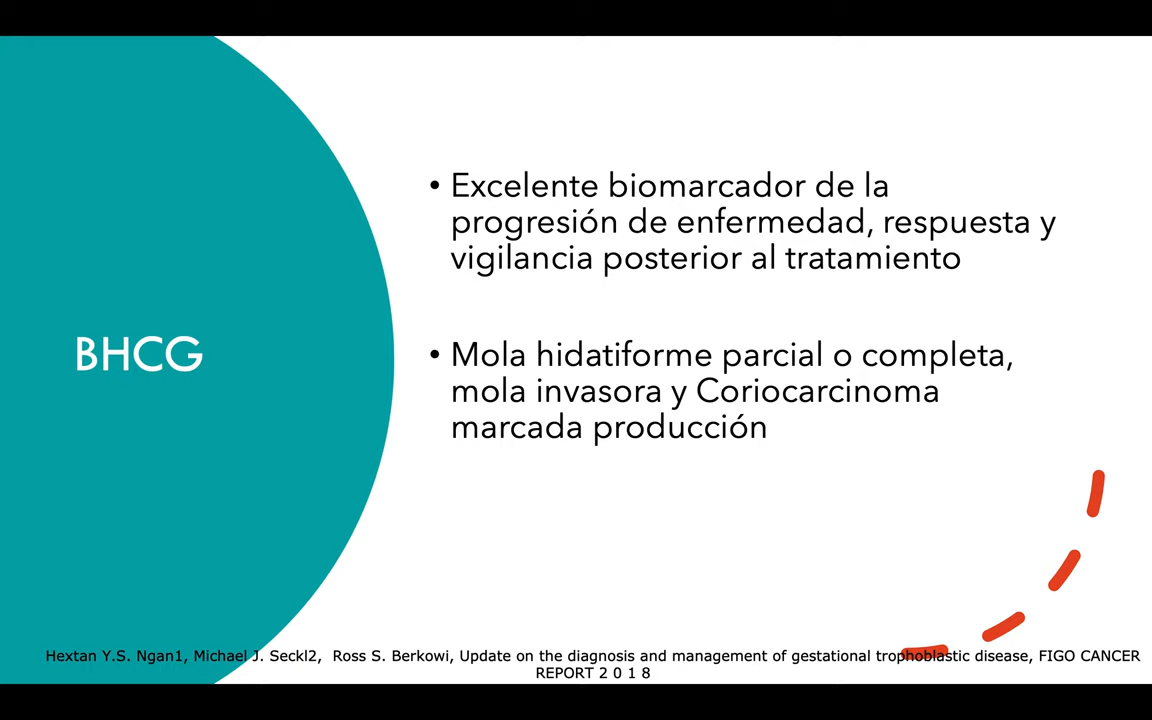 BHCG
• Excelente biomarcador de la
progresión de enfermedad, respuesta y
vigilancia posterior al tratamiento
• Mola hidatiforme parcial o completa,
mola invasora y Coriocarcinoma
marcada producción
Hextan Y.S. Ngan1, Michael J. Seckl2, Ross S. Berkowi, Update on the diagnosis and management of gestational trophoblastic disease, FIGO CANCER
REPORT 2 0 1 8